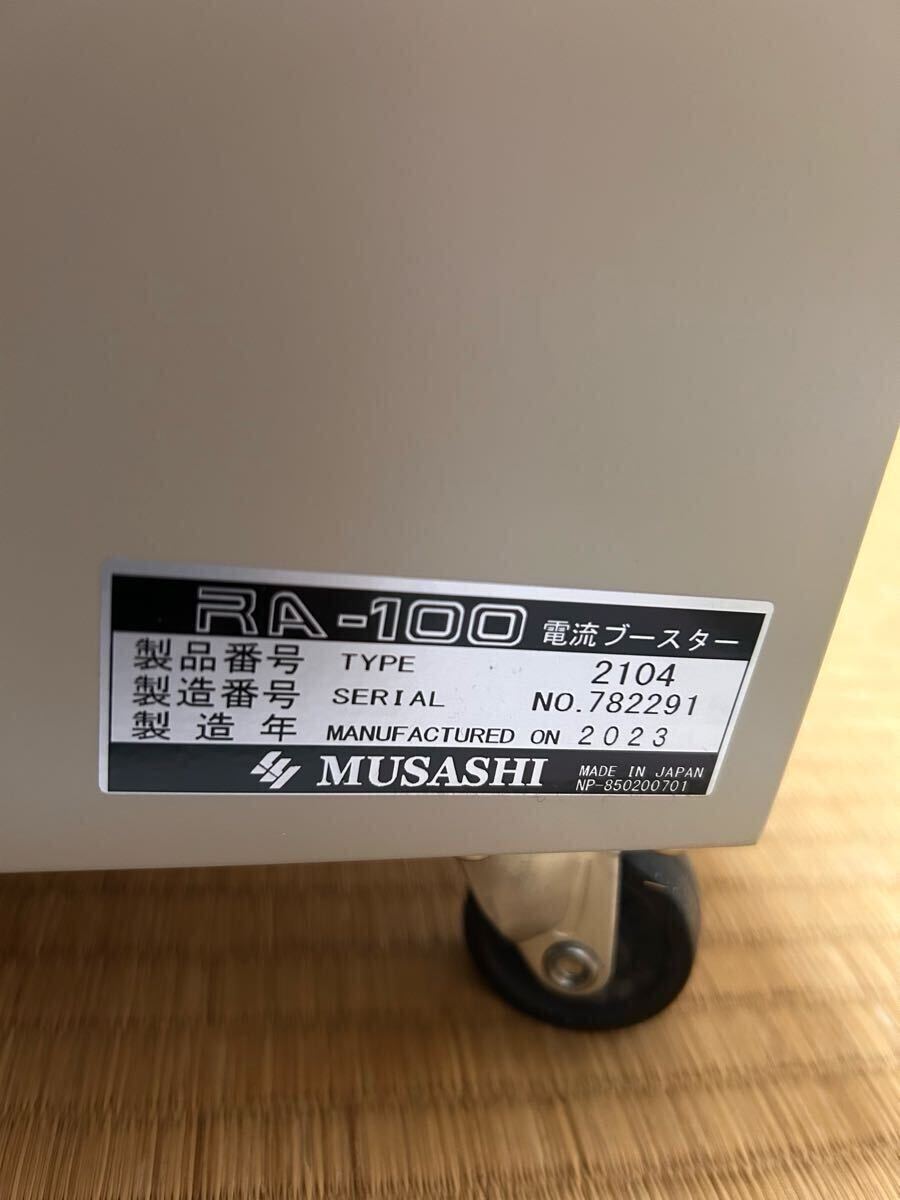 RA-100 電流ブースター
製品番号 TYPE 2104
製造番号 SERIAL NO.782291
製造年 MANUFACTURED ON 2023
MUSASHI MADE IN JAPAN
NP-850200701